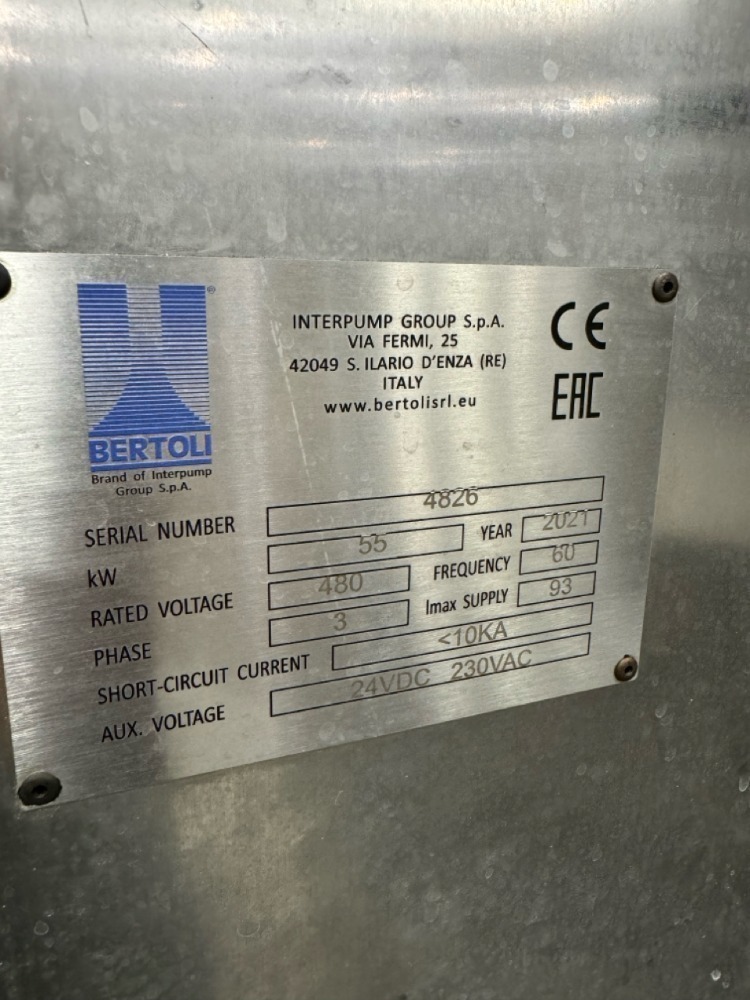 ®
BERTOLI
Brand of Interpump
Group S.p.A.
INTERPUMP GROUP S.p.A.
VIA FERMI, 25
42049 S. ILARIO D'ENZA (RE)
ITALY
www.bertolisrl.eu
CE
EAC
SERIAL NUMBER 4826
kW 55 YEAR 2021
RATED VOLTAGE 480 FREQUENCY 60
PHASE 3 Imax SUPPLY 93
SHORT-CIRCUIT CURRENT <10KA
AUX. VOLTAGE 24VDC 230VAC